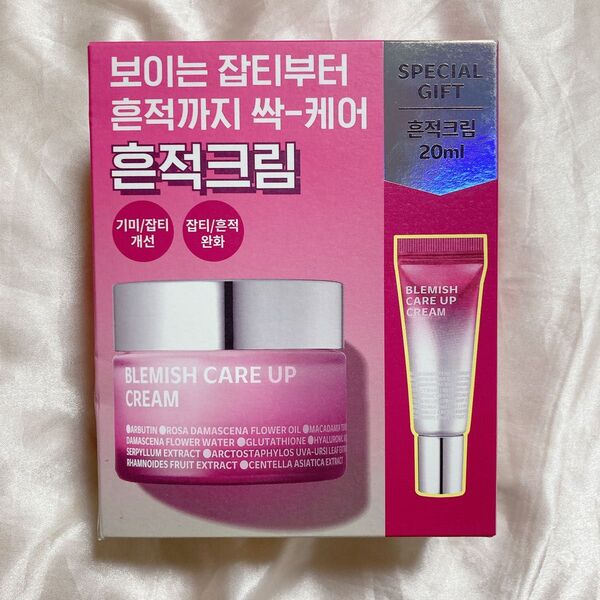 보이는 잡티부터
흔적까지 싹-케어
흔적크림
기미/잡티
개선
잡티/흔적
완화
SPECIAL
GIFT
흔적크림
20ml
BLEMISH CARE UP
CREAM
●ARBUTIN ●ROSA DAMASCENA FLOWER OIL ●MACADAMIA
DAMASCENA FLOWER WATER ●GLUTATHIONE ●HYALURONIC
SERPYLLUM EXTRACT ●ARCTOSTAPHYLOS UVA-URSI LEAF
RHAMNOIDES FRUIT EXTRACT ●CENTELLA ASIATICA EXTRACT
BLEMISH
CARE UP
CREAM